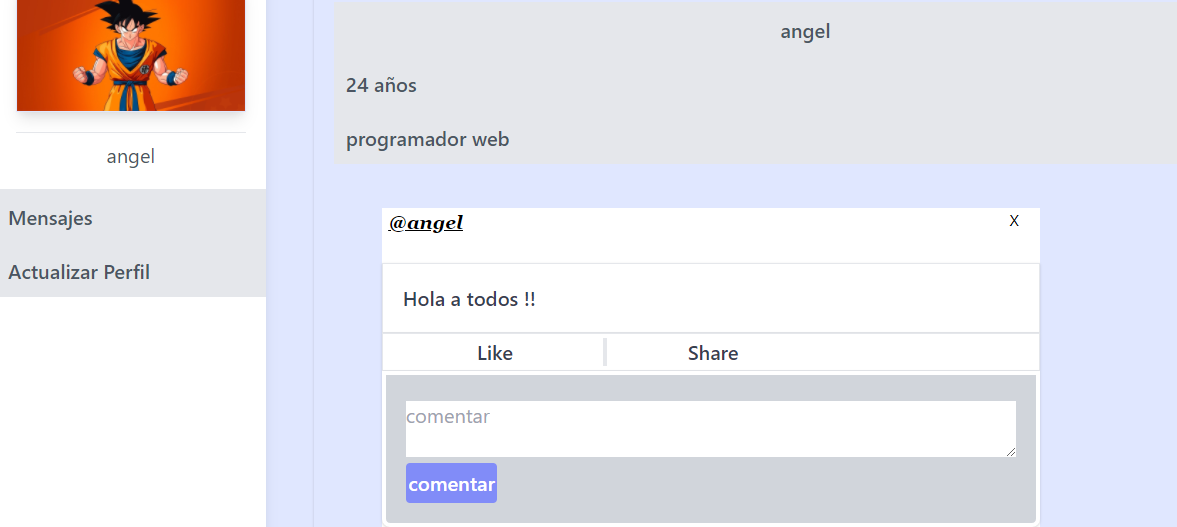 angel
Mensajes
Actualizar Perfil
angel
24 años
programador web
@angel
X
Hola a todos !!
Like
Share
comentar
comentar